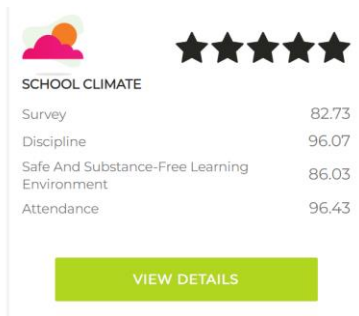 SCHOOL CLIMATE
Survey 82.73
Discipline 96.07
Safe And Substance-Free Learning
Environment 86.03
Attendance 96.43
VIEW DETAILS